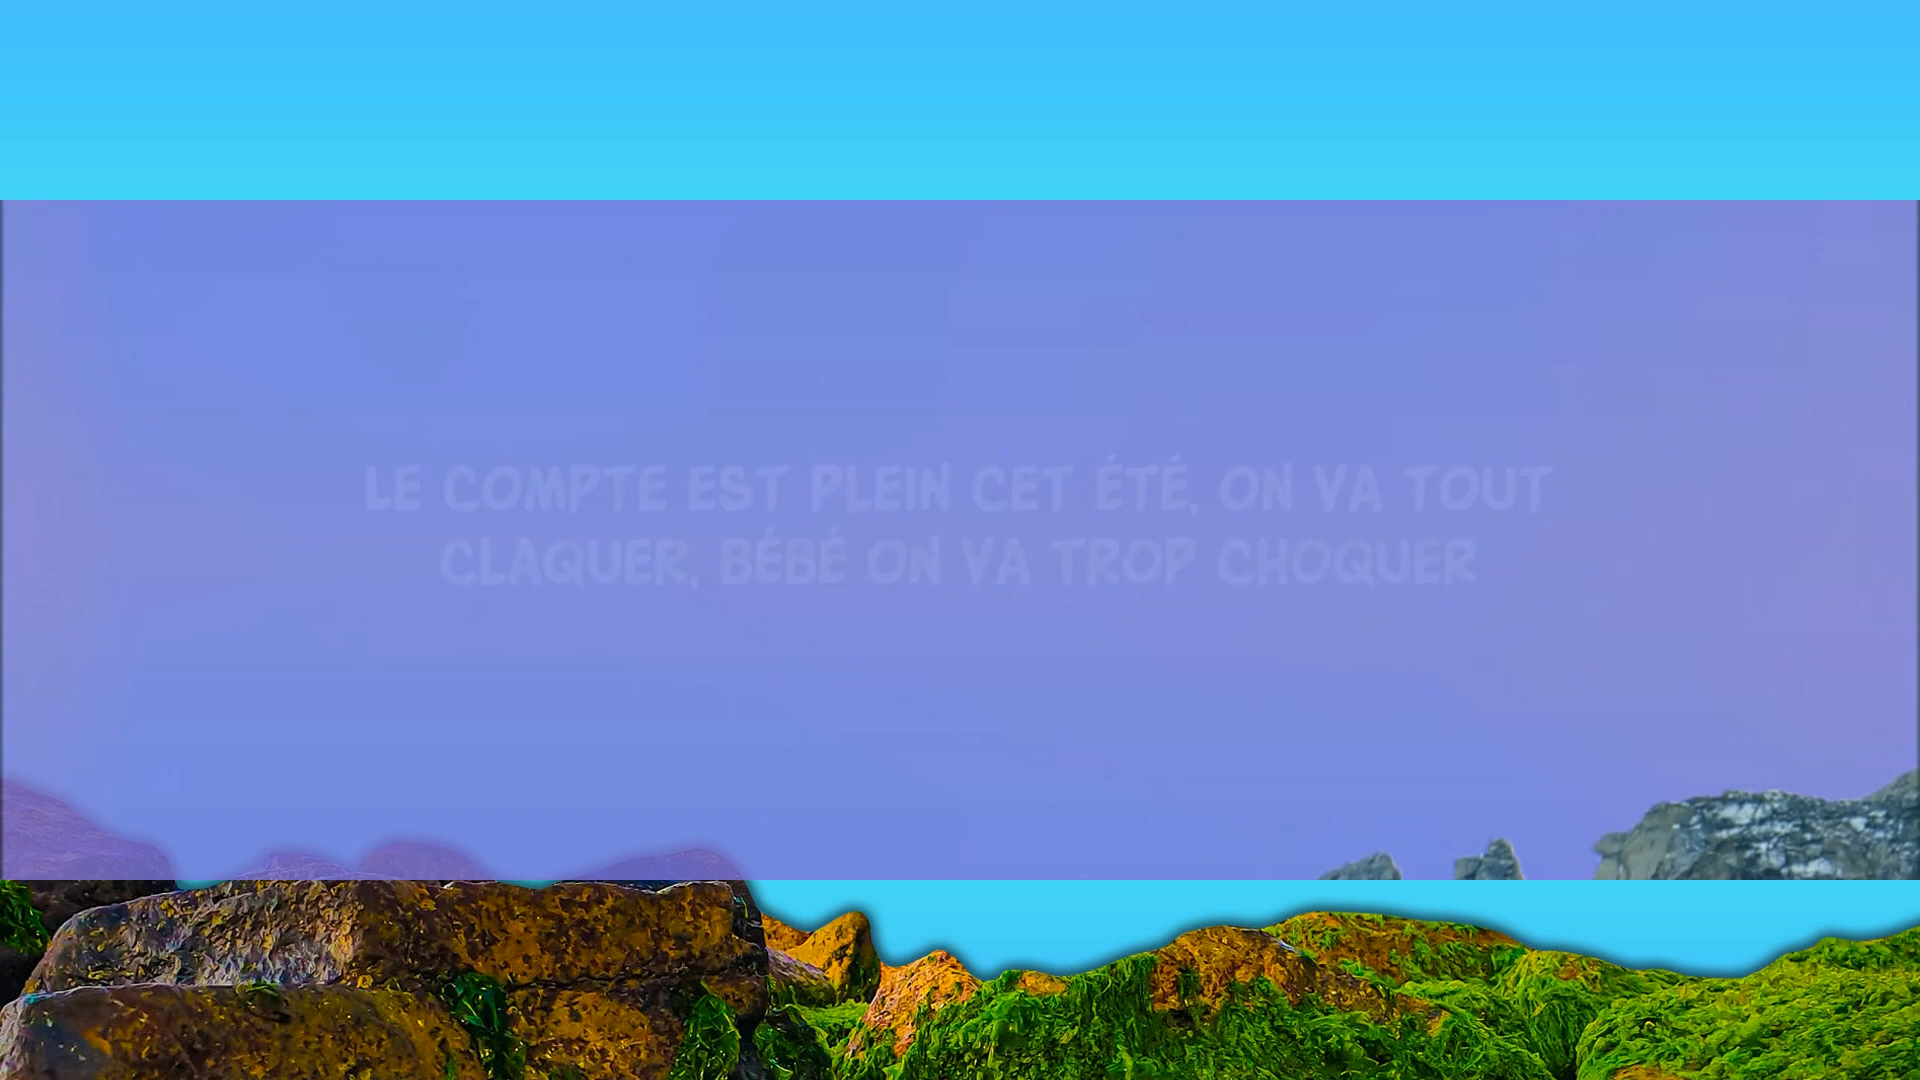 LE COMPTE EST PLEIN CET ÉTÉ, ON VA TOUT
CLAQUER, BÉBÉ ON VA TROP CHOQUER